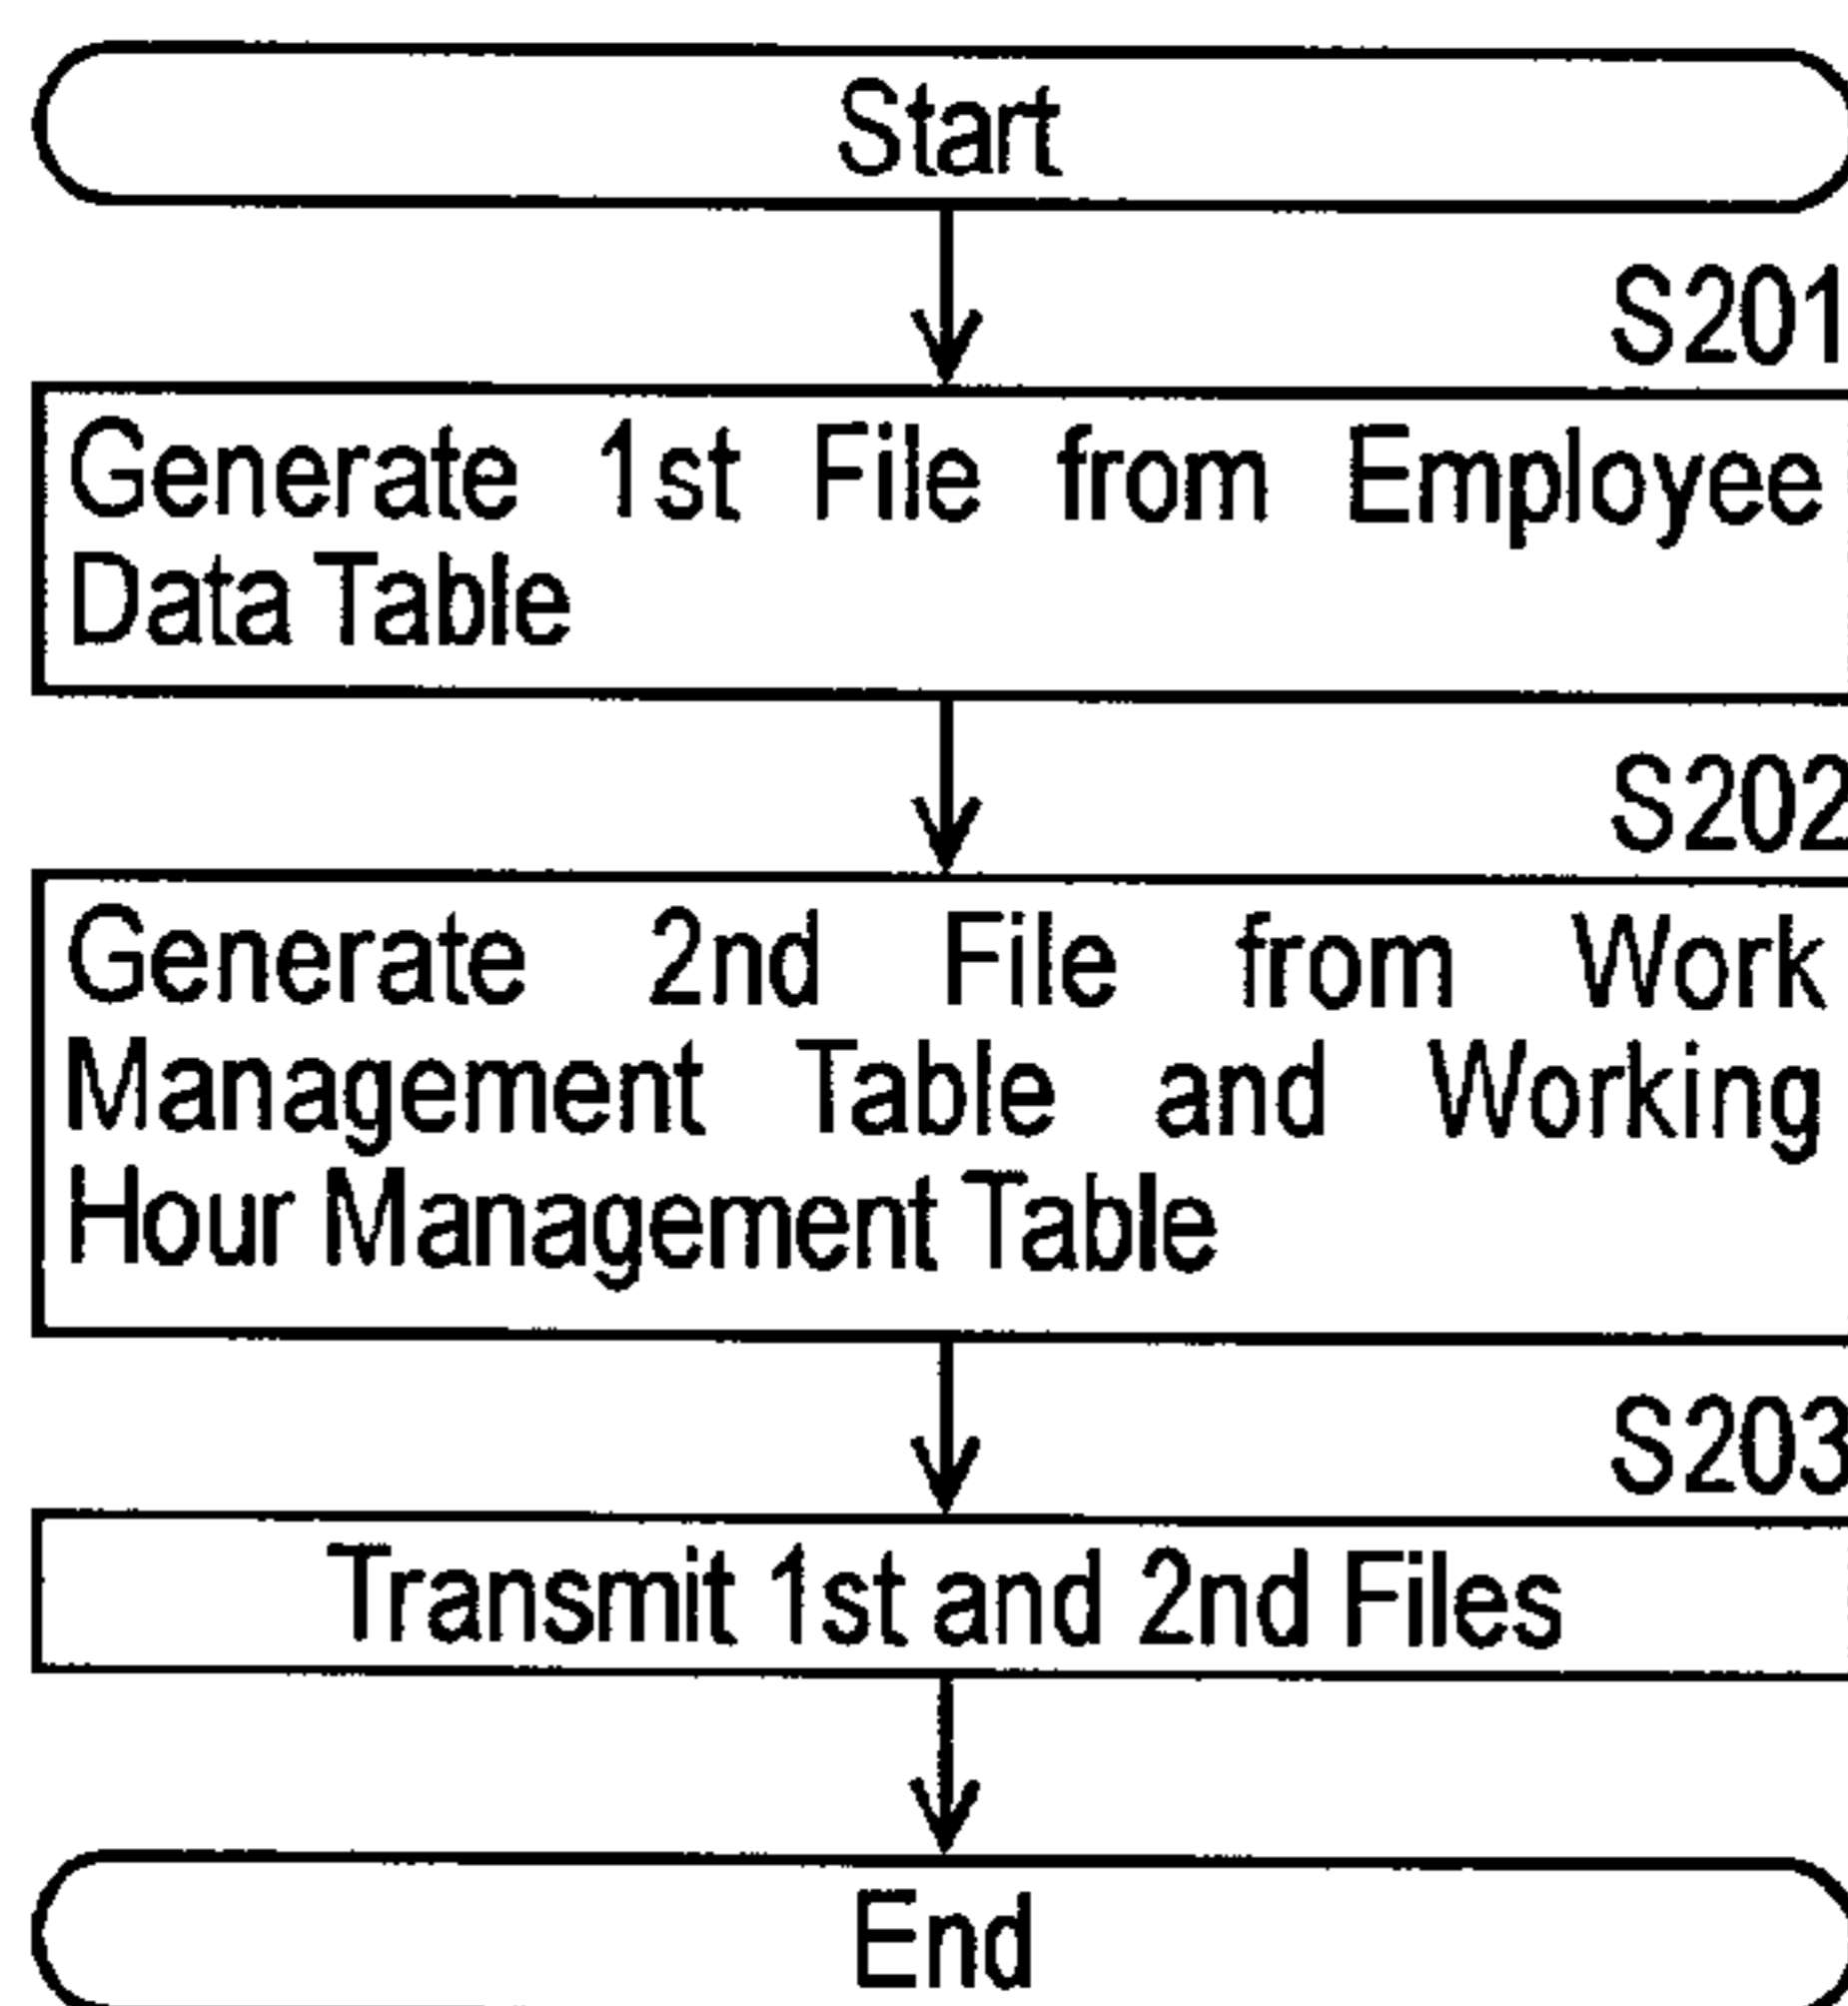 Start
S201
Generate 1st File from Employee
Data Table
S202
Generate 2nd File from Work
Management Table and Working
Hour Management Table
S203
Transmit 1st and 2nd Files
End